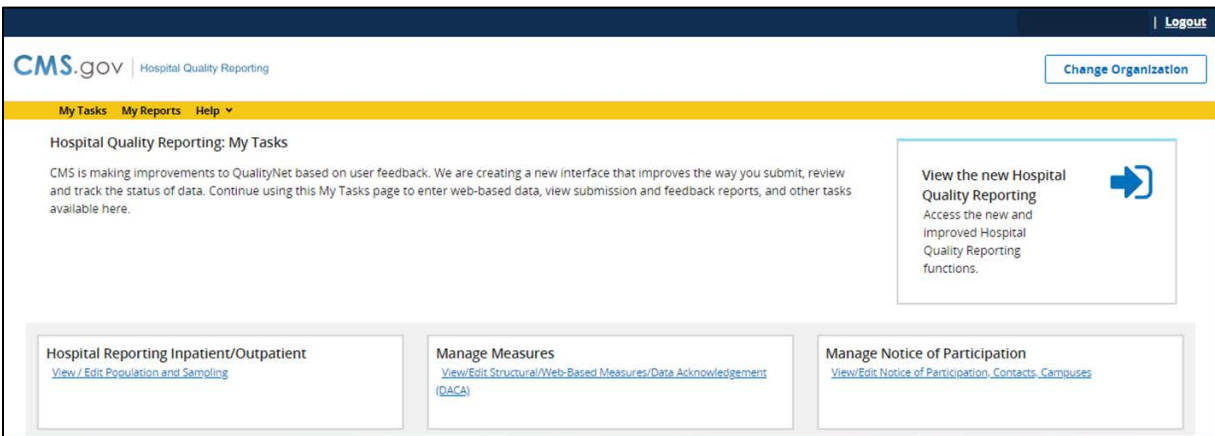 | Logout
CMS.gov | Hospital Quality Reporting
Change Organization
My Tasks My Reports Help
Hospital Quality Reporting: My Tasks
CMS is making improvements to QualityNet based on user feedback. We are creating a new interface that improves the way you submit, review
and track the status of data. Continue using this My Tasks page to enter web-based data, view submission and feedback reports, and other tasks
available here.
View the new Hospital
Quality Reporting
Access the new and
improved Hospital
Quality Reporting
functions.
Hospital Reporting Inpatient/Outpatient
View / Edit Population and Sampling
Manage Measures
View/Edit Structural/Web-Based Measures/Data Acknowledgement
(DACA)
Manage Notice of Participation
View/Edit Notice of Participation, Contacts, Campuses